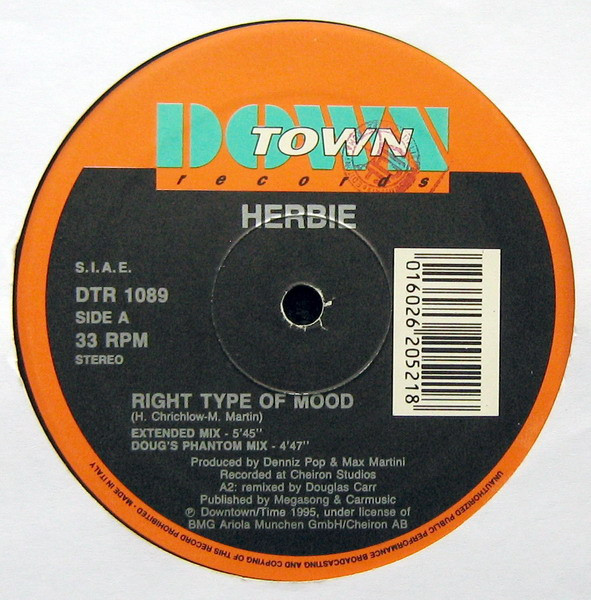 DOWN
TOWN
records
HERBIE
S.I.A.E.
DTR 1089
SIDE A
33 RPM
STEREO
016026 205218
RIGHT TYPE OF MOOD
(H. Chrichlow-M. Martin)
EXTENDED MIX - 5'45''
DOUG'S PHANTOM MIX - 4'47''
Produced by Denniz Pop & Max Martini
Recorded at Cheiron Studios
A2: remixed by Douglas Carr
Published by Megasong & Carmusic
℗ Downtown/Time 1995, under license of
BMG Ariola Munchen GmbH/Cheiron AB
UNAUTHORIZED PUBLIC PERFORMANCE BROADCASTING AND COPYING OF THIS RECORD PROHIBITED - MADE IN ITALY